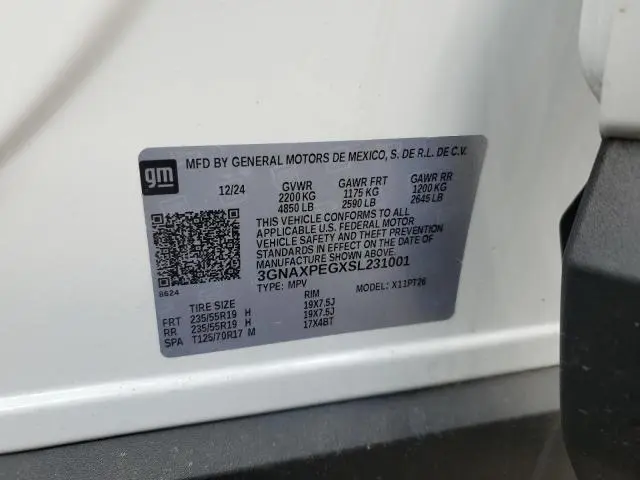 gm
MFD BY GENERAL MOTORS DE MEXICO, S. DE R.L. DE C.V.
12/24 GVWR GAWR FRT GAWR RR
2200 KG 1175 KG 1200 KG
4850 LB 2590 LB 2645 LB
THIS VEHICLE CONFORMS TO ALL
APPLICABLE U.S. FEDERAL MOTOR
VEHICLE SAFETY AND THEFT PREVENTION
STANDARDS IN EFFECT ON THE DATE OF
MANUFACTURE SHOWN ABOVE.
3GNAXPEGXSL231001
8624 TYPE: MPV MODEL: X11PT26
TIRE SIZE RIM
FRT 235/55R19 H 19X7.5J
RR 235/55R19 H 19X7.5J
SPA T125/70R17 M 17X4BT